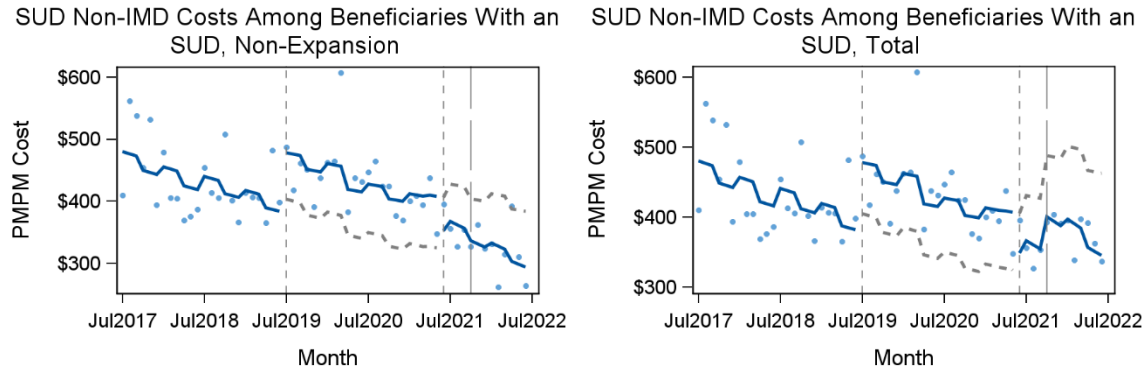 SUD Non-IMD Costs Among Beneficiaries With an
SUD, Non-Expansion
$600
$500
$400
$300
PMPM Cost
Jul2017 Jul2018 Jul2019 Jul2020 Jul2021 Jul2022
Month
SUD Non-IMD Costs Among Beneficiaries With an
SUD, Total
$600
$500
$400
$300
PMPM Cost
Jul2017 Jul2018 Jul2019 Jul2020 Jul2021 Jul2022
Month